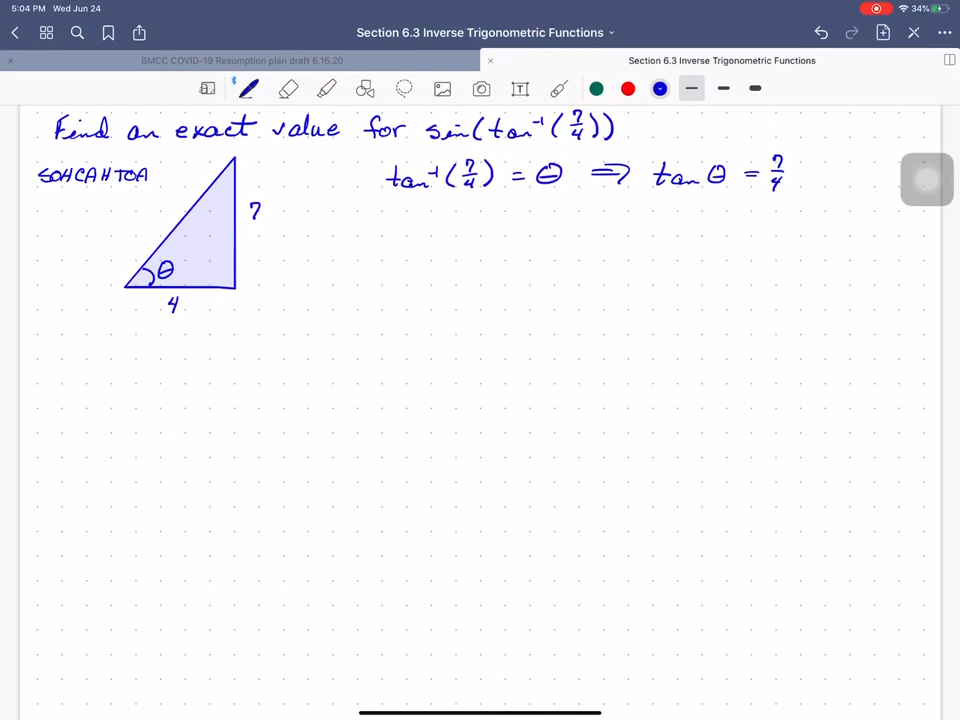 5:04 PM Wed Jun 24
34%
Section 6.3 Inverse Trigonometric Functions
BMCC COVID-19 Resumption plan draft 6.15.20
Section 6.3 Inverse Trigonometric Functions
Find an exact value for sin(tan⁻¹(7/4))
SOHCAHTOA
tan⁻¹(7/4) = θ ⇒ tan θ = 7/4
7
θ
4